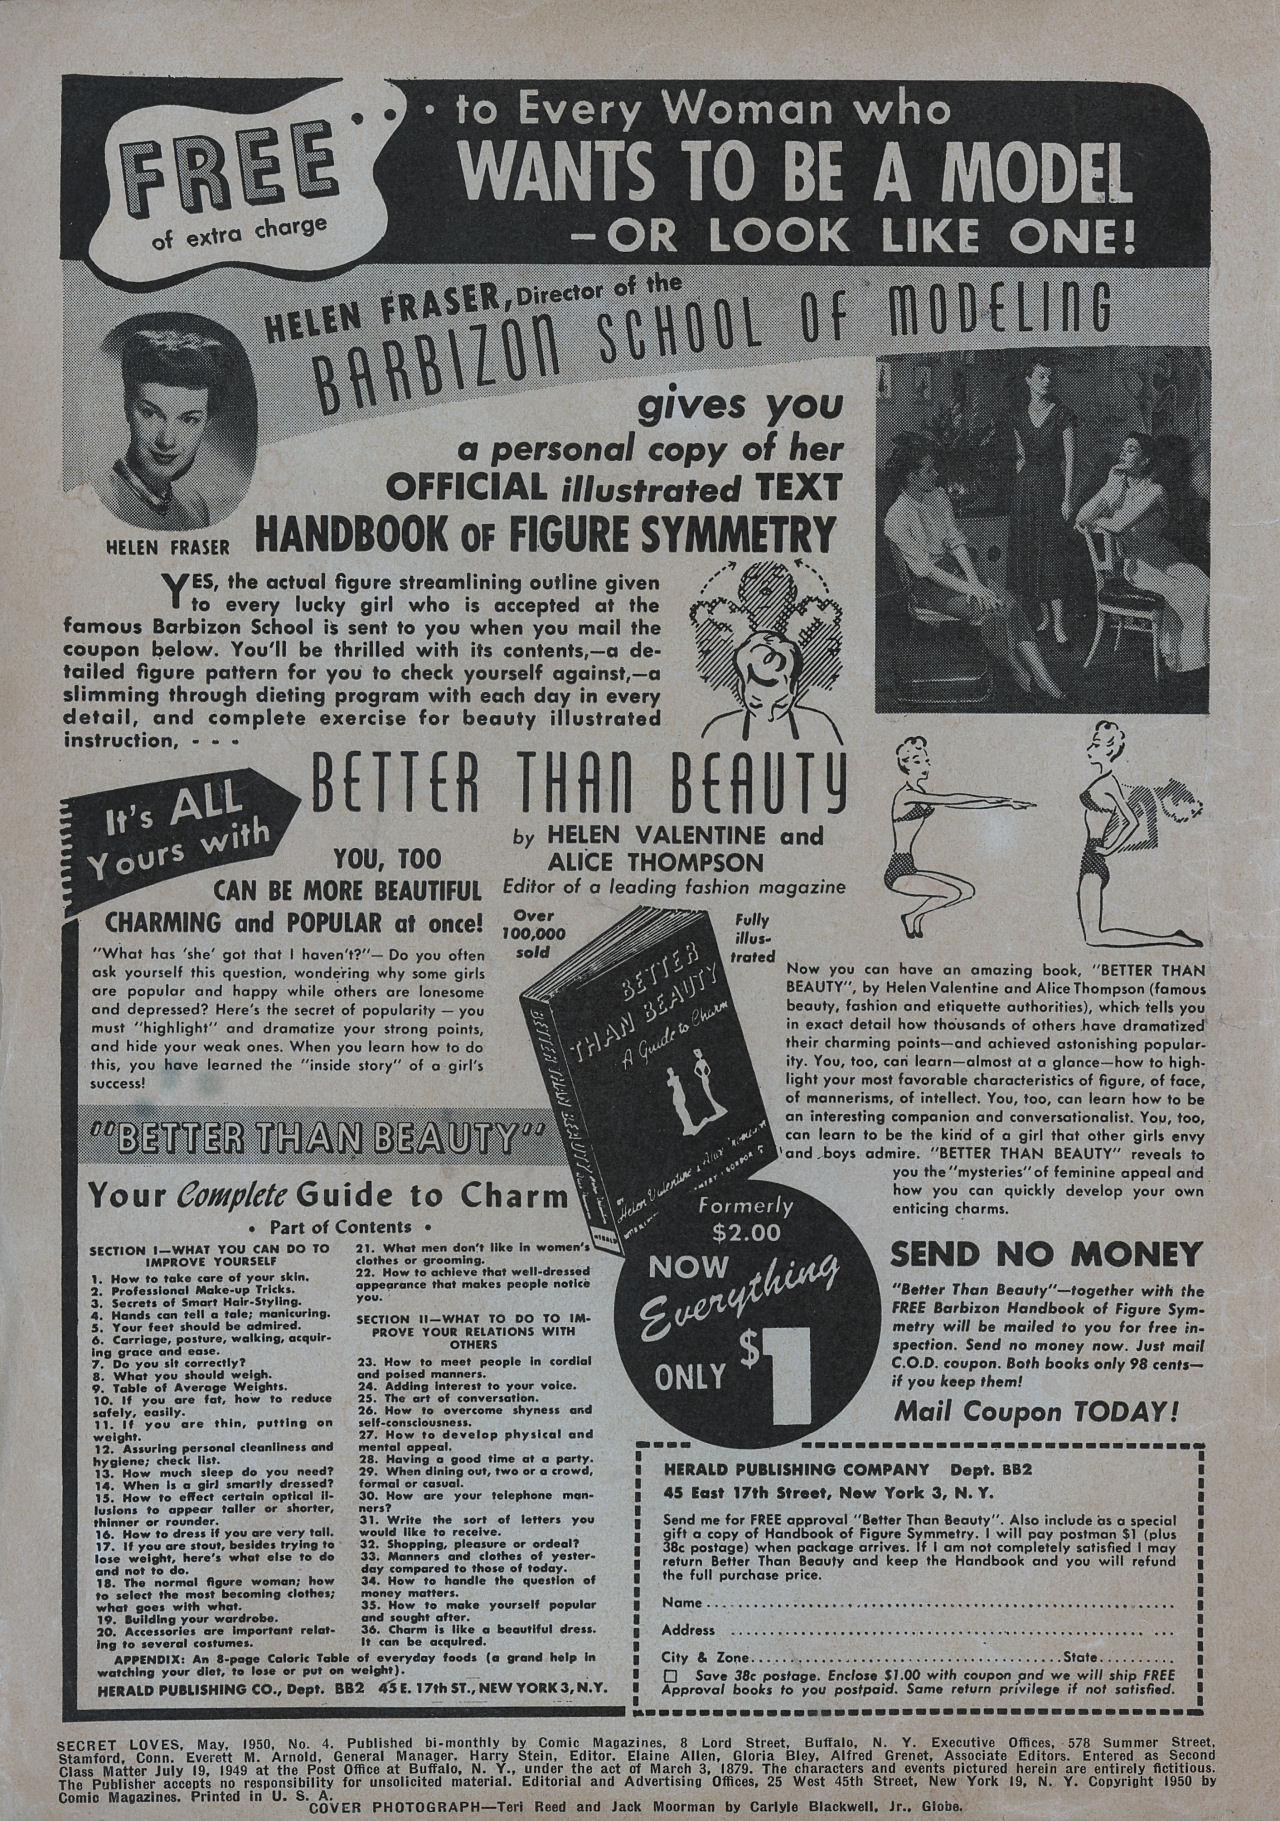 FREE
of extra charge
. . . to Every Woman who
WANTS TO BE A MODEL
– OR LOOK LIKE ONE!
HELEN FRASER, Director of the
BARBIZON SCHOOL OF MODELING
HELEN FRASER
gives you
a personal copy of her
OFFICIAL illustrated TEXT
HANDBOOK OF FIGURE SYMMETRY
YES, the actual figure streamlining outline given
to every lucky girl who is accepted at the
famous Barbizon School is sent to you when you mail the
coupon below. You'll be thrilled with its contents,—a de-
tailed figure pattern for you to check yourself against,—a
slimming through dieting program with each day in every
detail, and complete exercise for beauty illustrated
instruction, - - -
It's ALL
Yours with
BETTER THAN BEAUTY
by HELEN VALENTINE and
ALICE THOMPSON
Editor of a leading fashion magazine
YOU, TOO
CAN BE MORE BEAUTIFUL
CHARMING and POPULAR at once!
"What has 'she' got that I haven't?"— Do you often
ask yourself this question, wondering why some girls
are popular and happy while others are lonesome
and depressed? Here's the secret of popularity — you
must "highlight" and dramatize your strong points,
and hide your weak ones. When you learn how to do
this, you have learned the "inside story" of a girl's
success!
Over
100,000
sold
Fully
illus-
trated
BETTER
THAN BEAUTY
A Guide to Charm
BETTER THAN BEAUTY
HERALD
Now you can have an amazing book, "BETTER THAN
BEAUTY", by Helen Valentine and Alice Thompson (famous
beauty, fashion and etiquette authorities), which tells you
in exact detail how thousands of others have dramatized
their charming points—and achieved astonishing popular-
ity. You, too, can learn—almost at a glance—how to high-
light your most favorable characteristics of figure, of face,
of mannerisms, of intellect. You, too, can learn how to be
an interesting companion and conversationalist. You, too,
can learn to be the kind of a girl that other girls envy
and boys admire. "BETTER THAN BEAUTY" reveals to
you the "mysteries" of feminine appeal and
how you can quickly develop your own
enticing charms.
"BETTER THAN BEAUTY"
Your Complete Guide to Charm
• Part of Contents •
SECTION I—WHAT YOU CAN DO TO
IMPROVE YOURSELF
1. How to take care of your skin.
2. Professional Make-up Tricks.
3. Secrets of Smart Hair-Styling.
4. Hands can tell a tale; manicuring.
5. Your feet should be admired.
6. Carriage, posture, walking, acquir-
ing grace and ease.
7. Do you sit correctly?
8. What you should weigh.
9. Table of Average Weights.
10. If you are fat, how to reduce
safely, easily.
11. If you are thin, putting on
weight.
12. Assuring personal cleanliness and
hygiene; check list.
13. How much sleep do you need?
14. When is a girl smartly dressed?
15. How to effect certain optical il-
lusions to appear taller or shorter,
thinner or rounder.
16. How to dress if you are very tall.
17. If you are stout, besides trying to
lose weight, here's what else to do
and not to do.
18. The normal figure woman; how
to select the most becoming clothes;
what goes with what.
19. Building your wardrobe.
20. Accessories are important relat-
ing to several costumes.
21. What men don't like in women's
clothes or grooming.
22. How to achieve that well-dressed
appearance that makes people notice
you.
SECTION II—WHAT TO DO TO IM-
PROVE YOUR RELATIONS WITH
OTHERS
23. How to meet people in cordial
and poised manners.
24. Adding interest to your voice.
25. The art of conversation.
26. How to overcome shyness and
self-consciousness.
27. How to develop physical and
mental appeal.
28. Having a good time at a party.
29. When dining out, two or a crowd,
formal or casual.
30. How are your telephone man-
ners?
31. Write the sort of letters you
would like to receive.
32. Shopping, pleasure or ordeal?
33. Manners and clothes of yester-
day compared to those of today.
34. How to handle the question of
money matters.
35. How to make yourself popular
and sought after.
36. Charm is like a beautiful dress.
It can be acquired.
APPENDIX: An 8-page Caloric Table of everyday foods (a grand help in
watching your diet, to lose or put on weight).
HERALD PUBLISHING CO., Dept. BB2 45 E. 17th ST., NEW YORK 3, N.Y.
Formerly
$2.00
NOW
Everything
ONLY $1
SEND NO MONEY
"Better Than Beauty"—together with the
FREE Barbizon Handbook of Figure Sym-
metry will be mailed to you for free in-
spection. Send no money now. Just mail
C.O.D. coupon. Both books only 98 cents—
if you keep them!
Mail Coupon TODAY!
HERALD PUBLISHING COMPANY Dept. BB2
45 East 17th Street, New York 3, N. Y.
Send me for FREE approval "Better Than Beauty". Also include as a special
gift a copy of Handbook of Figure Symmetry. I will pay postman $1 (plus
38c postage) when package arrives. If I am not completely satisfied I may
return Better Than Beauty and keep the Handbook and you will refund
the full purchase price.
Name
Address
City & Zone State
Save 38c postage. Enclose $1.00 with coupon and we will ship FREE
Approval books to you postpaid. Same return privilege if not satisfied.
SECRET LOVES, May, 1950, No. 4. Published bi-monthly by Comic Magazines, 8 Lord Street, Buffalo, N. Y. Executive Offices, 578 Summer Street,
Stamford, Conn. Everett M. Arnold, General Manager. Harry Stein, Editor. Elaine Allen, Gloria Bley, Alfred Grenet, Associate Editors. Entered as Second
Class Matter July 19, 1949 at the Post Office at Buffalo, N. Y., under the act of March 3, 1879. The characters and events pictured herein are entirely fictitious.
The Publisher accepts no responsibility for unsolicited material. Editorial and Advertising Offices, 25 West 45th Street, New York 19, N. Y. Copyright 1950 by
Comic Magazines. Printed in U. S. A.
COVER PHOTOGRAPH—Teri Reed and Jack Moorman by Carlyle Blackwell, Jr., Globe.